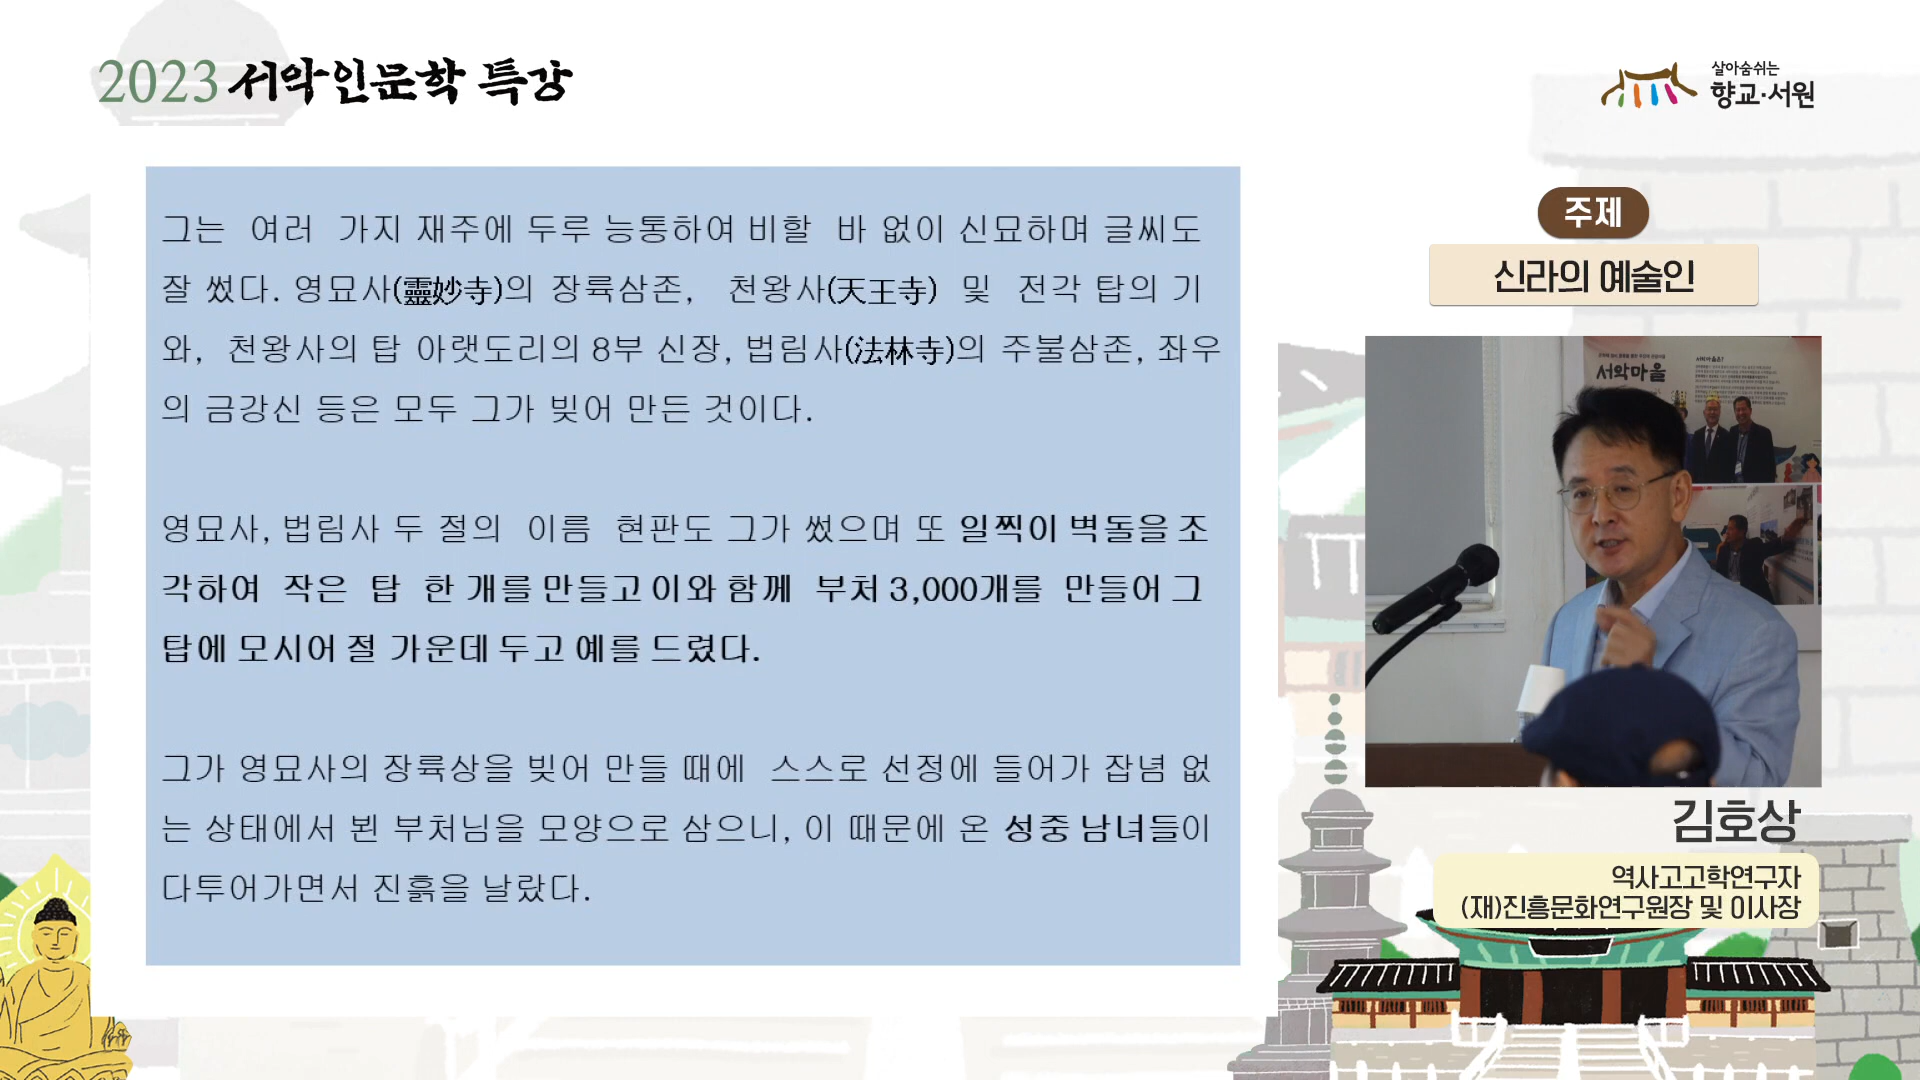 2023 서악인문학 특강
살아숨쉬는
향교·서원
그는 여러 가지 재주에 두루 능통하여 비할 바 없이 신묘하며 글씨도
잘 썼다. 영묘사(靈妙寺)의 장륙삼존, 천왕사(天王寺) 및 전각 탑의 기
와, 천왕사의 탑 아랫도리의 8부 신장, 법림사(法林寺)의 주불삼존, 좌우
의 금강신 등은 모두 그가 빚어 만든 것이다.
영묘사, 법림사 두 절의 이름 현판도 그가 썼으며 또 일찍이 벽돌을 조
각하여 작은 탑 한 개를 만들고 이와 함께 부처 3,000개를 만들어 그
탑에 모시어 절 가운데 두고 예를 드렸다.
그가 영묘사의 장륙상을 빚어 만들 때에 스스로 선정에 들어가 잡념 없
는 상태에서 뵌 부처님을 모양으로 삼으니, 이 때문에 온 성중 남녀들이
다투어가면서 진흙을 날랐다.
주제
신라의 예술인
서악마을
김호상
역사고고학연구자
(재)진흥문화연구원장 및 이사장